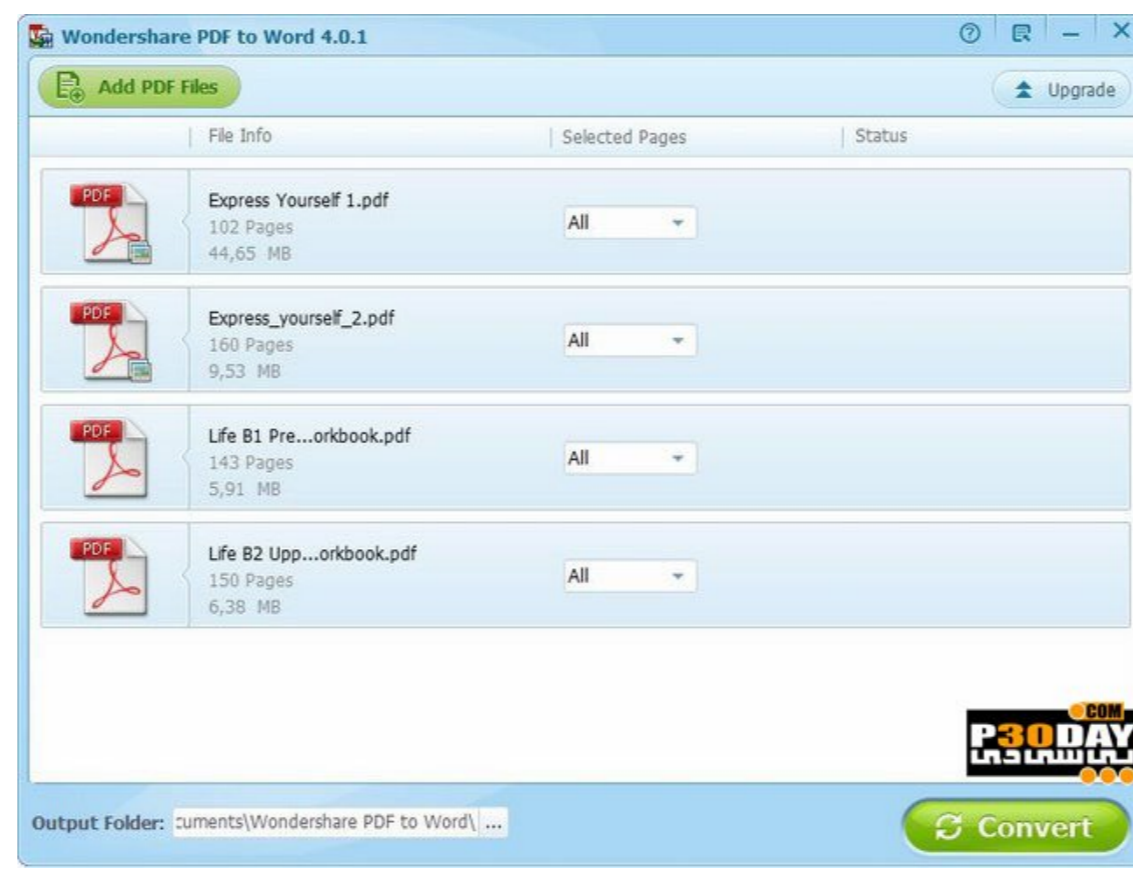 Wondershare PDF to Word 4.0.1
Add PDF Files
Upgrade
File Info
Selected Pages
Status
PDF
Express Yourself 1.pdf
102 Pages
44,65 MB
All
PDF
Express_yourself_2.pdf
160 Pages
9,53 MB
All
PDF
Life B1 Pre...orkbook.pdf
143 Pages
5,91 MB
All
PDF
Life B2 Upp...orkbook.pdf
150 Pages
6,38 MB
All
COM
P30DAY
Output Folder:
cuments\Wondershare PDF to Word\
...
Convert